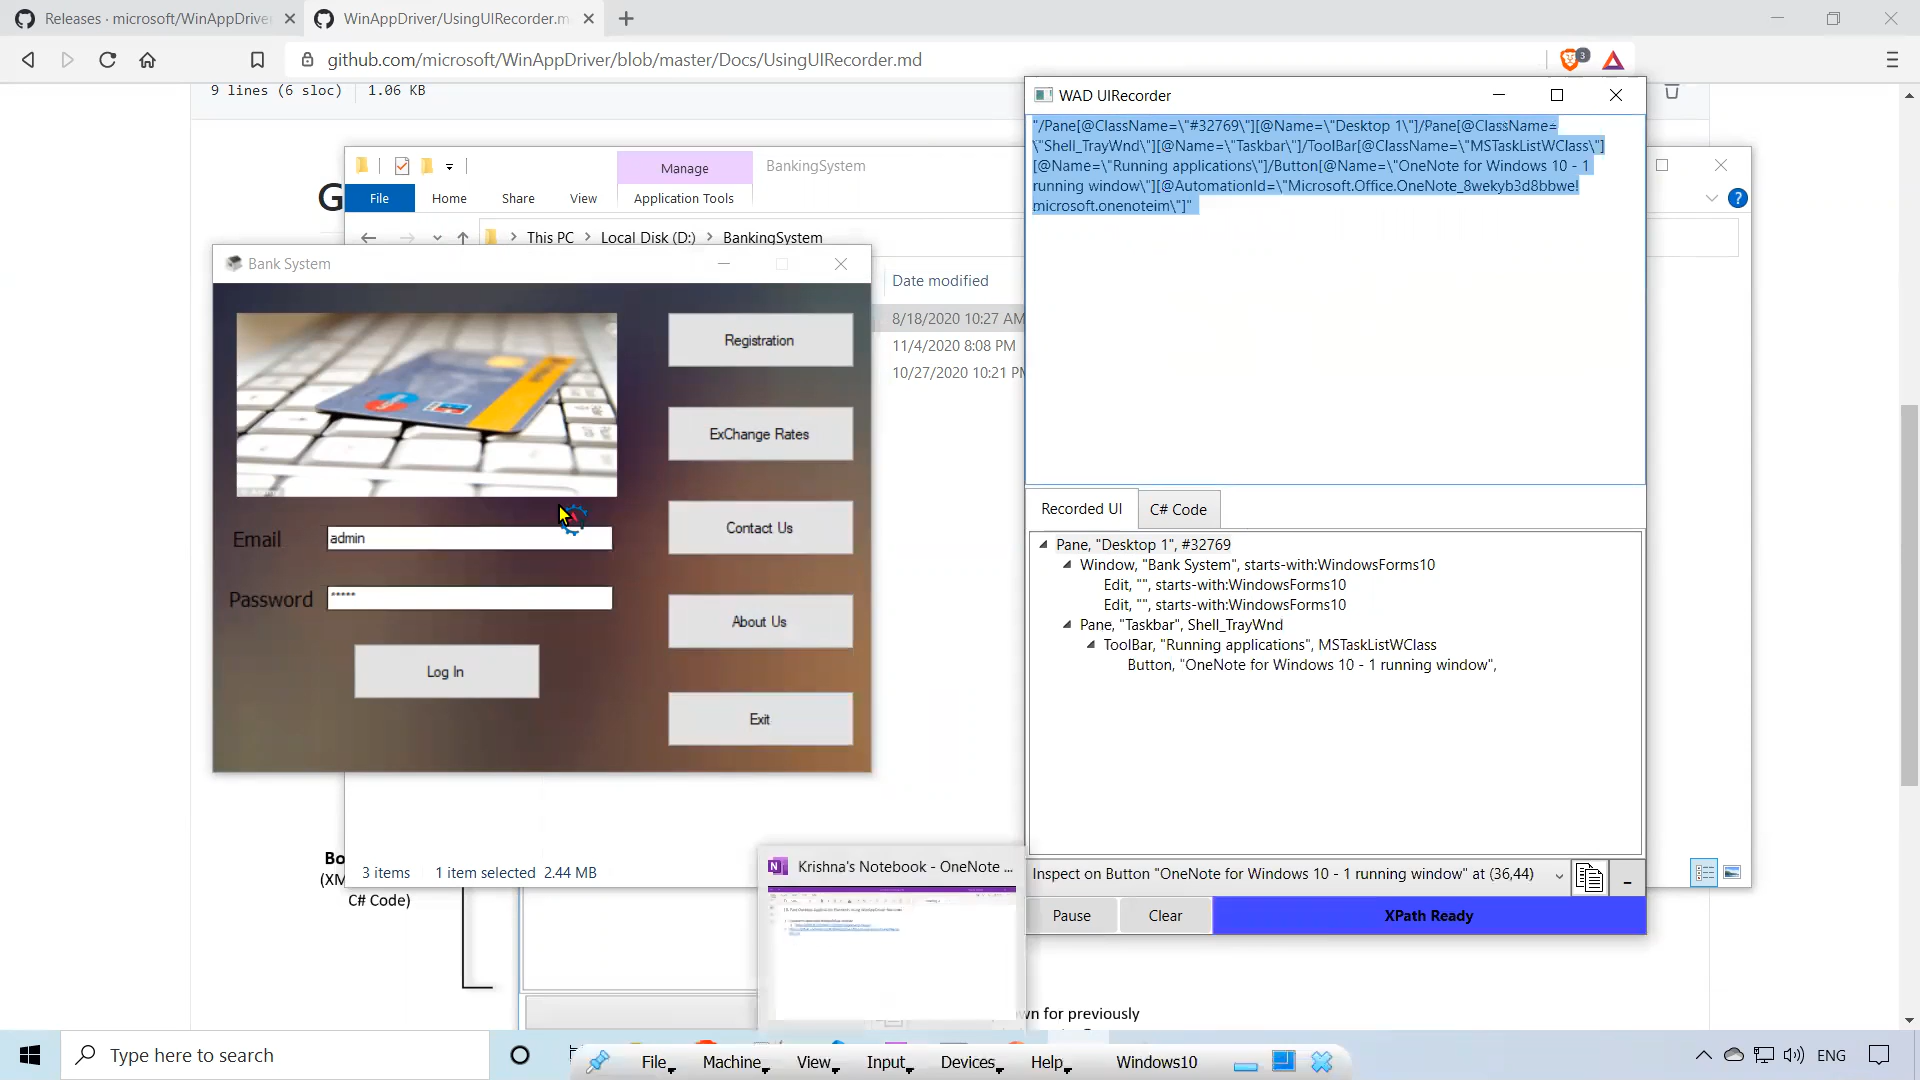 Releases · microsoft/WinAppDrive
WinAppDriver/UsingUIRecorder.m
github.com/microsoft/WinAppDriver/blob/master/Docs/UsingUIRecorder.md
3
9 lines (6 sloc)
1.06 KB
G
Manage
BankingSystem
File
Home
Share
View
Application Tools
This PC
Local Disk (D:)
BankingSystem
Date modified
8/18/2020 10:27 AM
11/4/2020 8:08 PM
10/27/2020 10:21 PM
3 items
1 item selected
2.44 MB
Bank System
Registration
ExChange Rates
Contact Us
About Us
Exit
Email
admin
Password
*****
Log In
WAD UIRecorder
"/Pane[@ClassName=\"#32769\"][@Name=\"Desktop 1\"]/Pane[@ClassName=
\"Shell_TrayWnd\"][@Name=\"Taskbar\"]/ToolBar[@ClassName=\"MSTaskListWClass\"]
[@Name=\"Running applications\"]/Button[@Name=\"OneNote for Windows 10 - 1
running window\"][@AutomationId=\"Microsoft.Office.OneNote_8wekyb3d8bbwe!
microsoft.onenoteim\"]"
Recorded UI
C# Code
Pane, "Desktop 1", #32769
Window, "Bank System", starts-with:WindowsForms10
Edit, "", starts-with:WindowsForms10
Edit, "", starts-with:WindowsForms10
Pane, "Taskbar", Shell_TrayWnd
ToolBar, "Running applications", MSTaskListWClass
Button, "OneNote for Windows 10 - 1 running window",
Inspect on Button "OneNote for Windows 10 - 1 running window" at (36,44)
Pause
Clear
XPath Ready
Bo
(XM
C# Code)
Krishna's Notebook - OneNote ...
wn for previously
Type here to search
File
Machine
View
Input
Devices
Help
Windows10
ENG